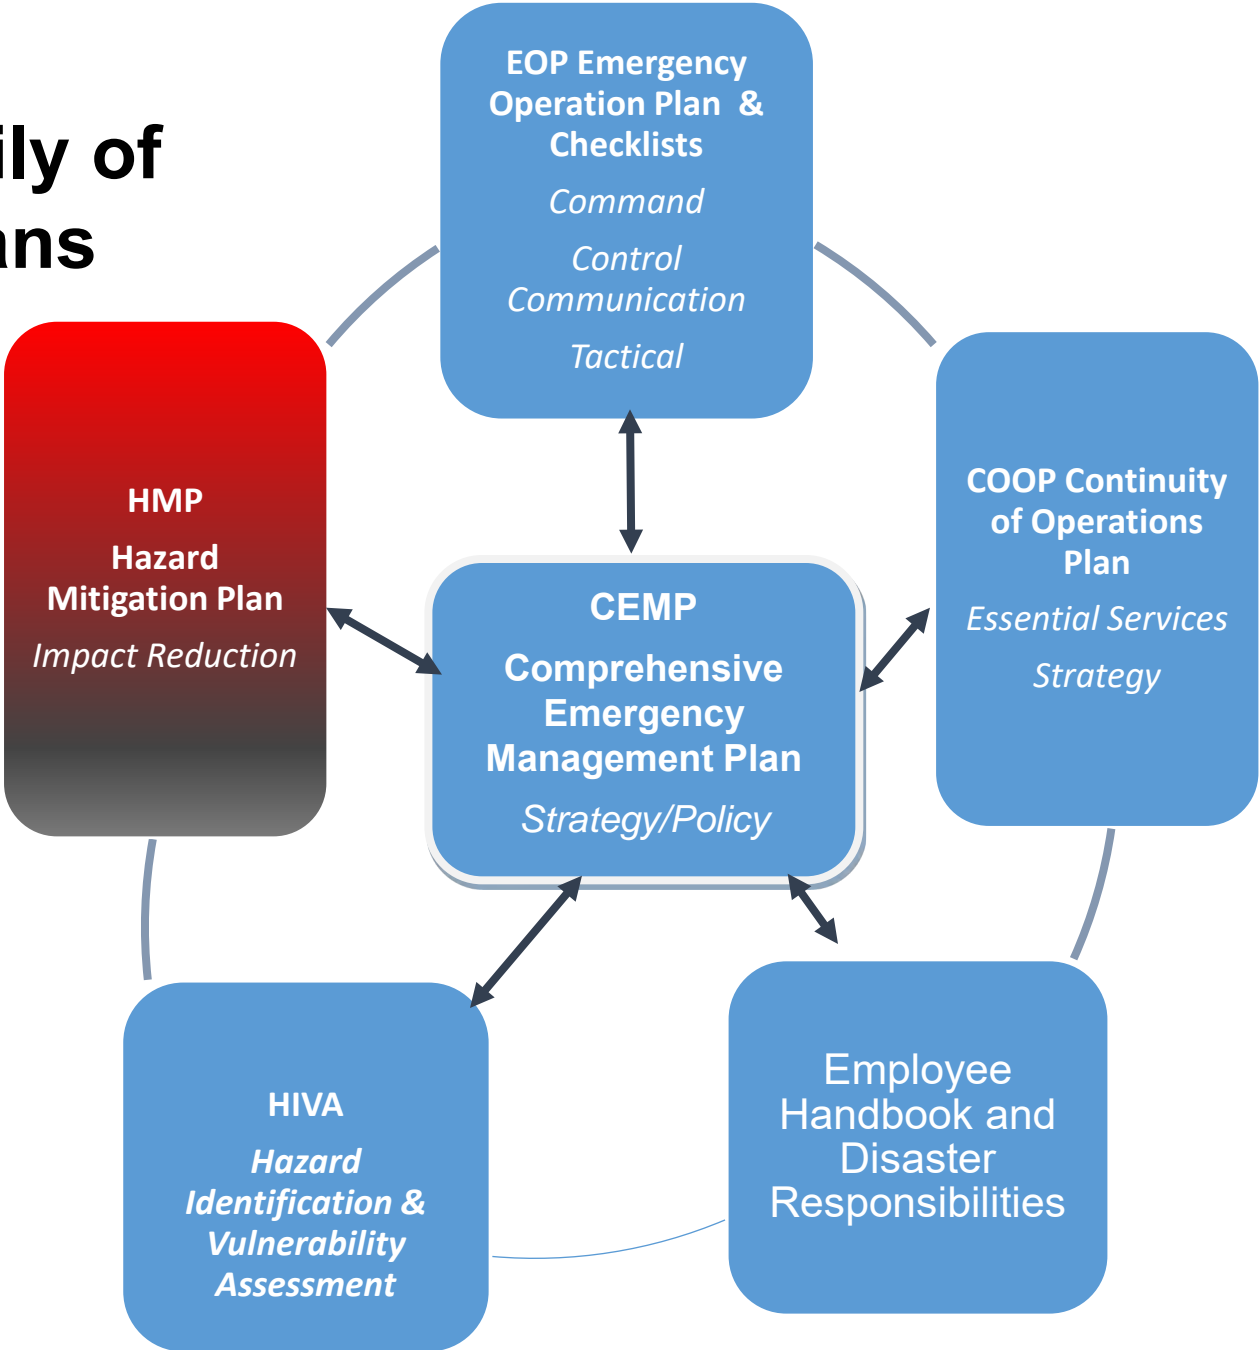 ily of
ans
EOP Emergency
Operation Plan &
Checklists
Command
Control
Communication
Tactical
HMP
Hazard
Mitigation Plan
Impact Reduction
COOP Continuity
of Operations
Plan
Essential Services
Strategy
CEMP
Comprehensive
Emergency
Management Plan
Strategy/Policy
HIVA
Hazard
Identification &
Vulnerability
Assessment
Employee
Handbook and
Disaster
Responsibilities